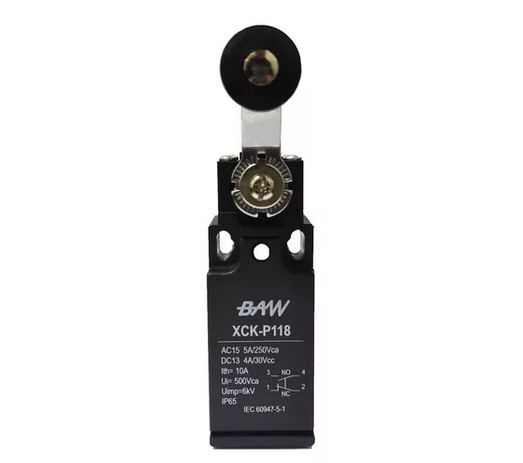 BAW
XCK-P118
AC15 5A/250Vca
DC13 4A/30Vcc
Ith= 10A
Ui= 500Vca
Uimp=6kV
IP65
3 NO 4
1 2
NC
IEC 60947-5-1